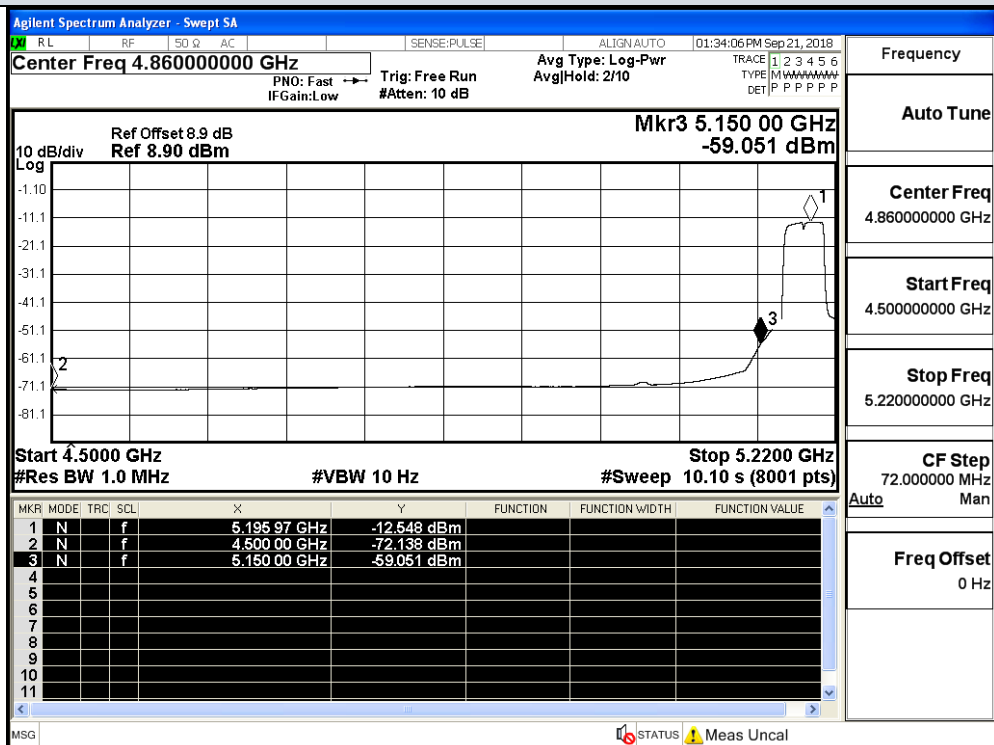 Agilent Spectrum Analyzer - Swept SA
LXI RL RF 50 Ω AC SENSE:PULSE ALIGN AUTO 01:34:06 PM Sep 21, 2018
Center Freq 4.860000000 GHz
PNO: Fast
IFGain:Low
Trig: Free Run
#Atten: 10 dB
Avg Type: Log-Pwr
Avg|Hold: 2/10
TRACE 1 2 3 4 5 6
TYPE M
DET P P P P P P
Mkr3 5.150 00 GHz
-59.051 dBm
Ref Offset 8.9 dB
10 dB/div Ref 8.90 dBm
Log
-1.10
-11.1
-21.1
-31.1
-41.1
-51.1
-61.1
-71.1
-81.1
1
2
3
Start 4.5000 GHz Stop 5.2200 GHz
#Res BW 1.0 MHz #VBW 10 Hz #Sweep 10.10 s (8001 pts)
MKR MODE TRC SCL X Y FUNCTION FUNCTION WIDTH FUNCTION VALUE
1 N f 5.195 97 GHz -12.548 dBm
2 N f 4.500 00 GHz -72.138 dBm
3 N f 5.150 00 GHz -59.051 dBm
4
5
6
7
8
9
10
11
MSG STATUS Meas Uncal
Frequency
Auto Tune
Center Freq
4.860000000 GHz
Start Freq
4.500000000 GHz
Stop Freq
5.220000000 GHz
CF Step
72.000000 MHz
Auto Man
Freq Offset
0 Hz